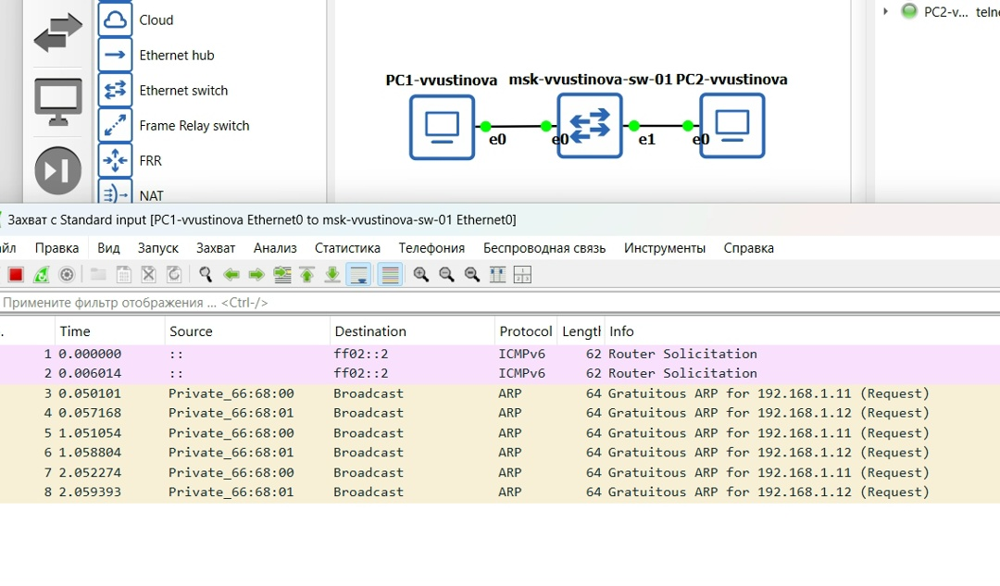 Cloud
Ethernet hub
Ethernet switch
Frame Relay switch
FRR
NAT
PC1-vvustinova msk-vvustinova-sw-01 PC2-vvustinova
e0 e0 e1 e0
PC2-v... teln
Захват с Standard input [PC1-vvustinova Ethernet0 to msk-vvustinova-sw-01 Ethernet0]
йл Правка Вид Запуск Захват Анализ Статистика Телефония Беспроводная связь Инструменты Справка
Примените фильтр отображения ... <Ctrl-/>
. Time Source Destination Protocol Length Info
1 0.000000 :: ff02::2 ICMPv6 62 Router Solicitation
2 0.006014 :: ff02::2 ICMPv6 62 Router Solicitation
3 0.050101 Private_66:68:00 Broadcast ARP 64 Gratuitous ARP for 192.168.1.11 (Request)
4 0.057168 Private_66:68:01 Broadcast ARP 64 Gratuitous ARP for 192.168.1.12 (Request)
5 1.051054 Private_66:68:00 Broadcast ARP 64 Gratuitous ARP for 192.168.1.11 (Request)
6 1.058804 Private_66:68:01 Broadcast ARP 64 Gratuitous ARP for 192.168.1.12 (Request)
7 2.052274 Private_66:68:00 Broadcast ARP 64 Gratuitous ARP for 192.168.1.11 (Request)
8 2.059393 Private_66:68:01 Broadcast ARP 64 Gratuitous ARP for 192.168.1.12 (Request)